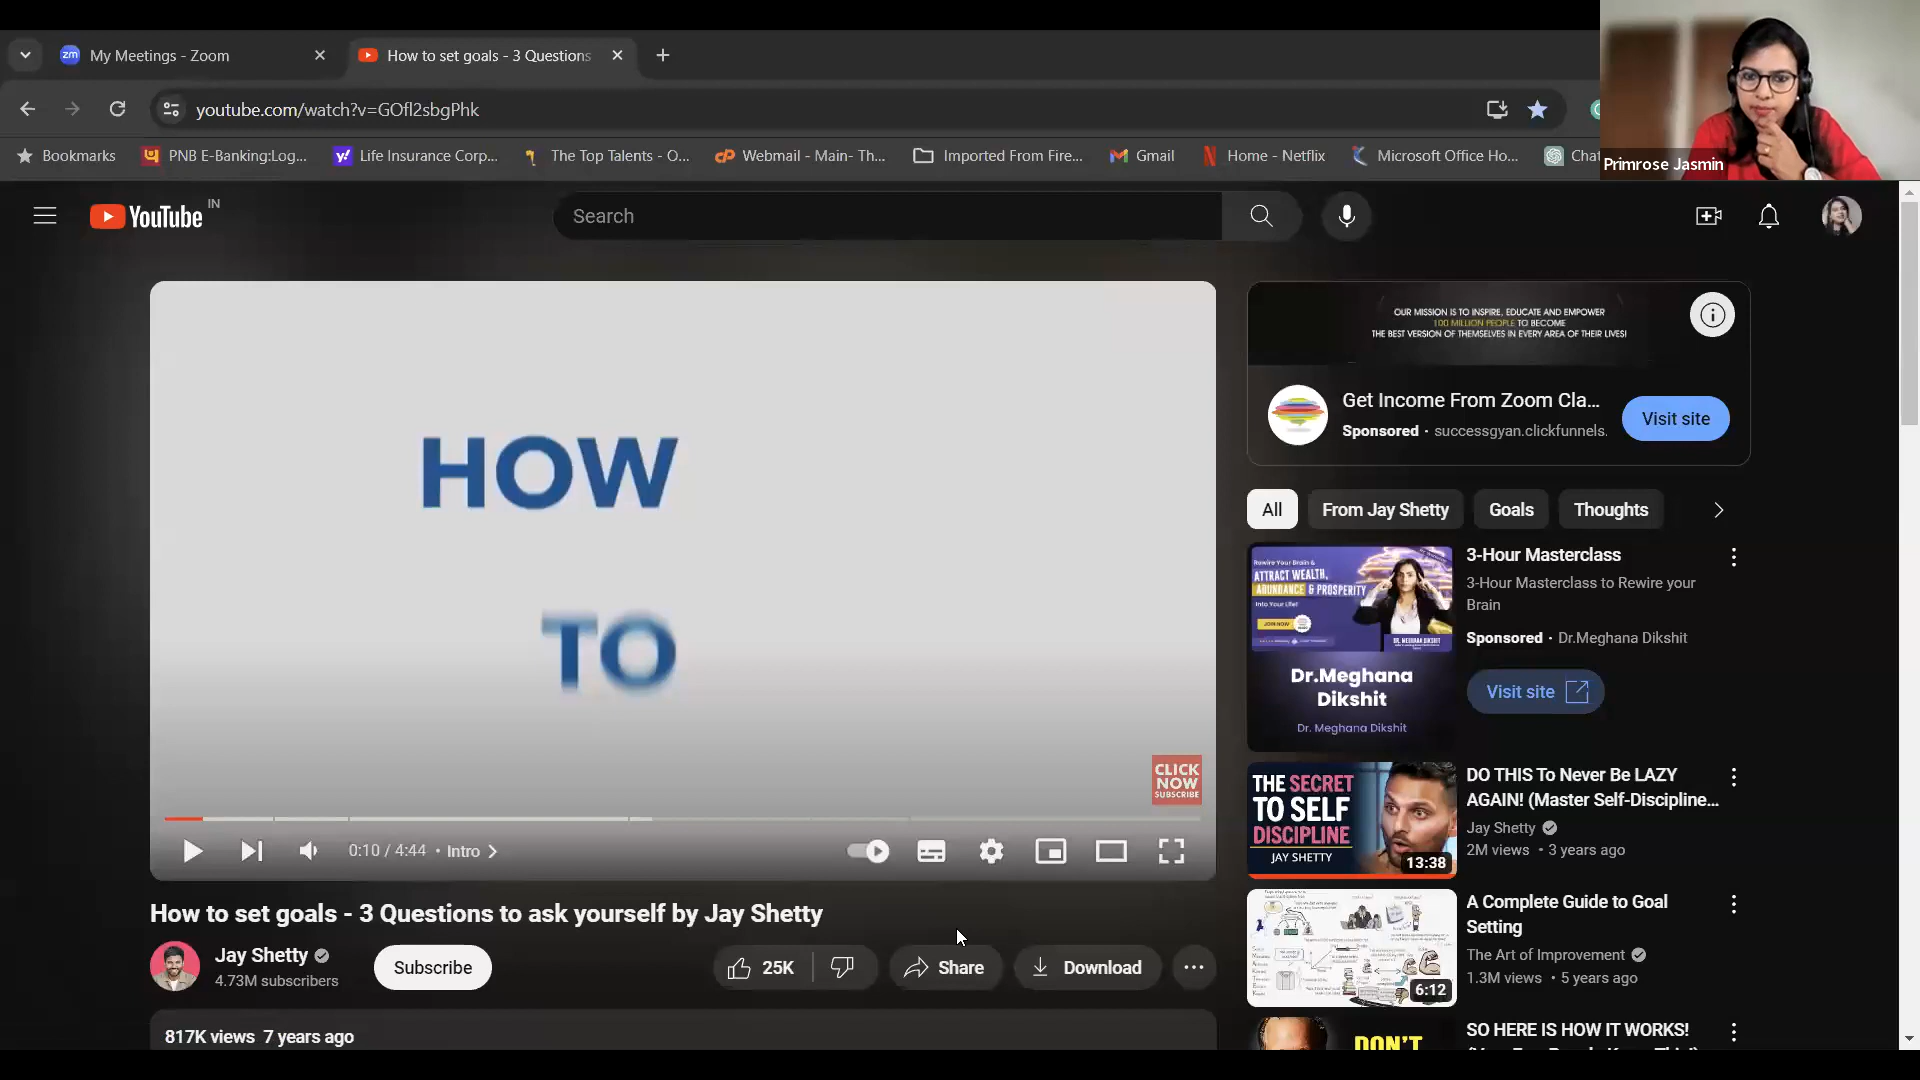 My Meetings - Zoom
How to set goals - 3 Questions
youtube.com/watch?v=GOfl2sbgPhk
Bookmarks
PNB E-Banking:Log...
Life Insurance Corp...
The Top Talents - O...
Webmail - Main- Th...
Imported From Fire...
Gmail
Home - Netflix
Microsoft Office Ho...
Primrose Jasmin
YouTube IN
Search
OUR MISSION IS TO INSPIRE, EDUCATE AND EMPOWER
100 MILLION PEOPLE TO BECOME
THE BEST VERSION OF THEMSELVES IN EVERY AREA OF THEIR LIVES!
Get Income From Zoom Cla...
Sponsored • successgyan.clickfunnels.
Visit site
HOW
TO
CLICK
NOW
SUBSCRIBE
0:10 / 4:44 • Intro
How to set goals - 3 Questions to ask yourself by Jay Shetty
Jay Shetty
4.73M subscribers
Subscribe
25K
Share
Download
817K views 7 years ago
All
From Jay Shetty
Goals
Thoughts
Rewire Your Brain &
ATTRACT WEALTH,
ABUNDANCE & PROSPERITY
Into Your Life!
JOIN NOW
Dr.Meghana
Dikshit
Dr. Meghana Dikshit
3-Hour Masterclass
3-Hour Masterclass to Rewire your
Brain
Sponsored • Dr.Meghana Dikshit
Visit site
THE SECRET
TO SELF
DISCIPLINE
JAY SHETTY
13:38
DO THIS To Never Be LAZY
AGAIN! (Master Self-Discipline...
Jay Shetty
2M views • 3 years ago
6:12
A Complete Guide to Goal
Setting
The Art of Improvement
1.3M views • 5 years ago
DON'T
SO HERE IS HOW IT WORKS!